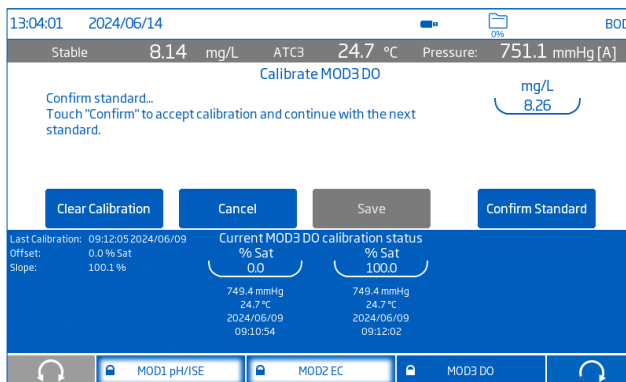 13:04:01 2024/06/14 0% BOD
Stable 8.14 mg/L ATC3 24.7 °C Pressure: 751.1 mmHg [A]
Calibrate MOD3 DO
Confirm standard...
Touch "Confirm" to accept calibration and continue with the next
standard.
mg/L
8.26
Clear Calibration Cancel Save Confirm Standard
Last Calibration: 09:12:05 2024/06/09
Offset: 0.0 % Sat
Slope: 100.1 %
Current MOD3 DO calibration status
% Sat % Sat
0.0 100.0
749.4 mmHg 749.4 mmHg
24.7 °C 24.7 °C
2024/06/09 2024/06/09
09:10:54 09:12:02
MOD1 pH/ISE MOD2 EC MOD3 DO